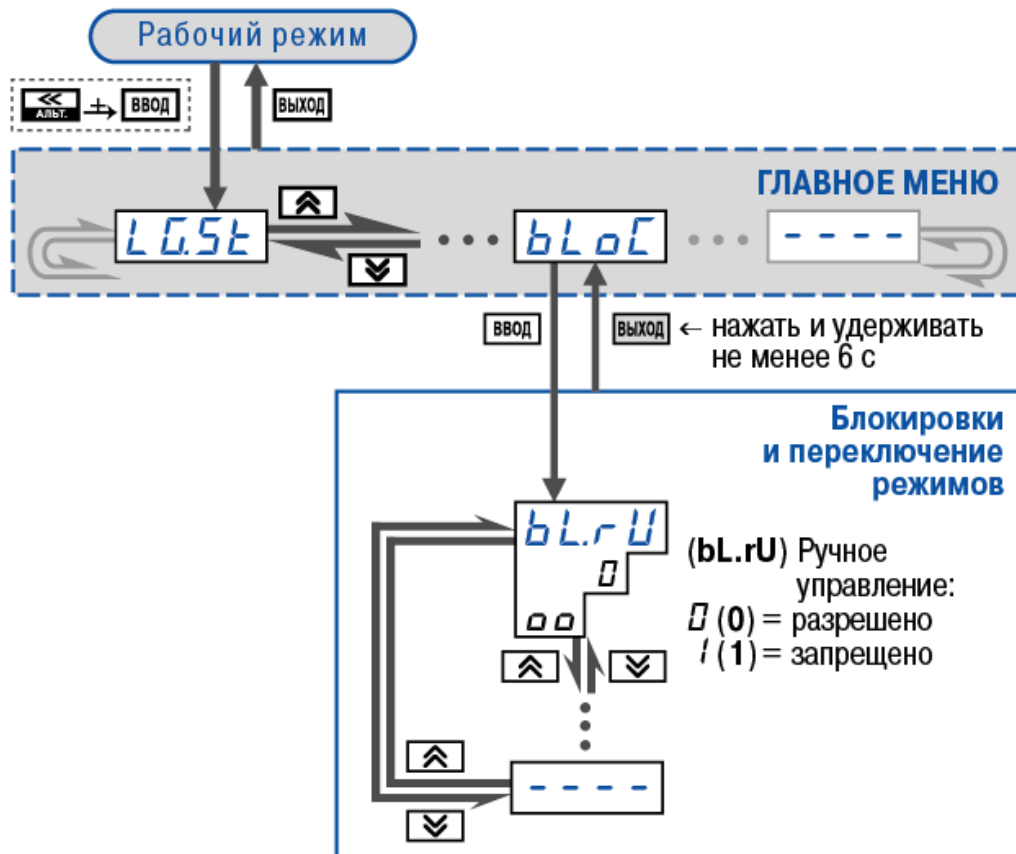 Рабочий режим
<< АЛЬТ. ВВОД ВЫХОД
ГЛАВНОЕ МЕНЮ
LG.St bLoC - - - -
ВВОД ВЫХОД ← нажать и удерживать
не менее 6 с
Блокировки
и переключение
режимов
bL.rU
0
oo
(bL.rU) Ручное
управление:
0 (0) = разрешено
1 (1) = запрещено
- - - -